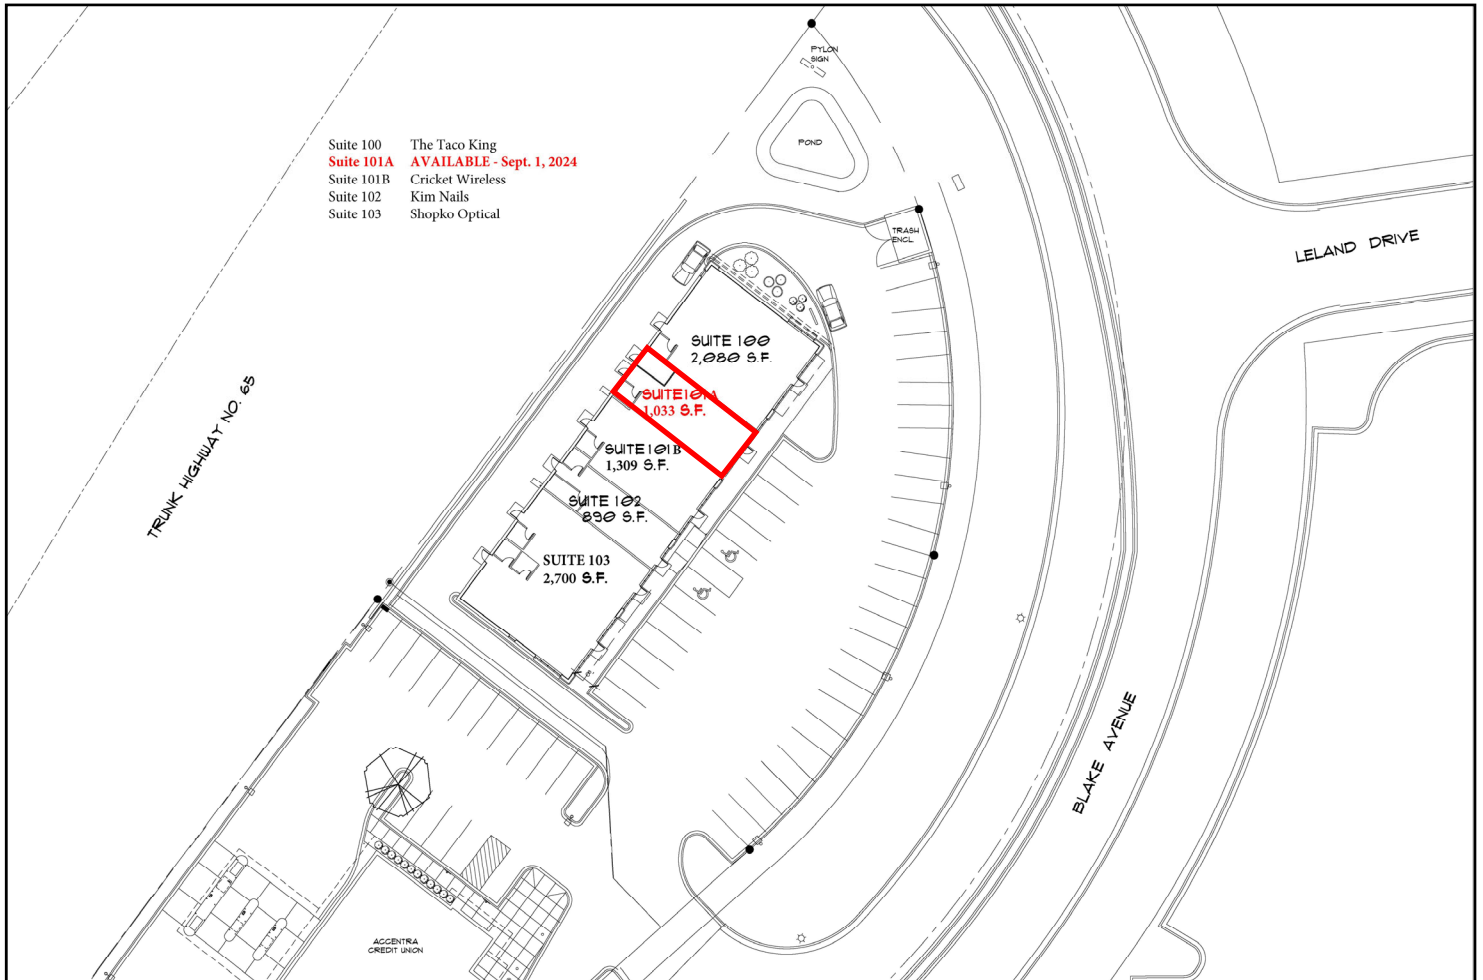 PYLON
SIGN
POND
Suite 100 The Taco King
Suite 101A AVAILABLE - Sept. 1, 2024
Suite 101B Cricket Wireless
Suite 102 Kim Nails
Suite 103 Shopko Optical
TRASH
ENCL
LELAND DRIVE
SUITE 100
2,080 S.F.
SUITE 101A
1,033 S.F.
SUITE 101B
1,309 S.F.
SUITE 102
890 S.F.
SUITE 103
2,700 S.F.
TRUNK HIGHWAY NO. 65
BLAKE AVENUE
ACCENTRA
CREDIT UNION